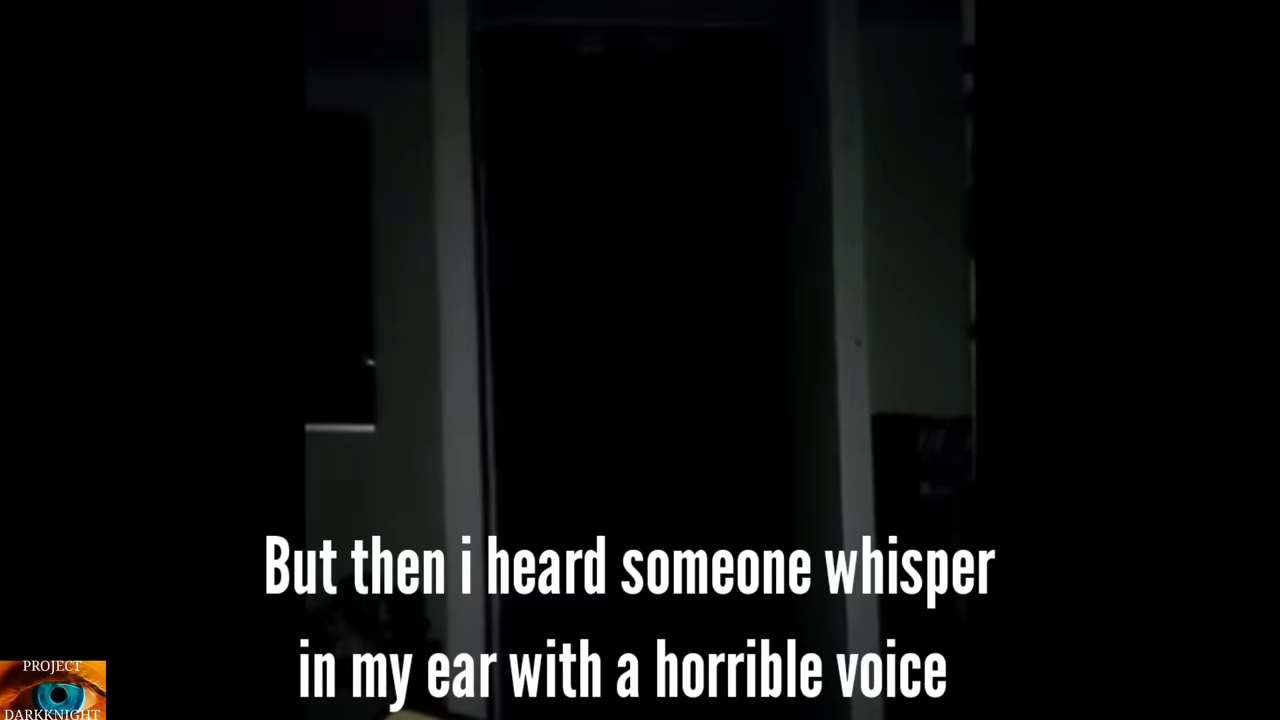 But then i heard someone whisper
in my ear with a horrible voice
PROJECT
DARKKNIGHT